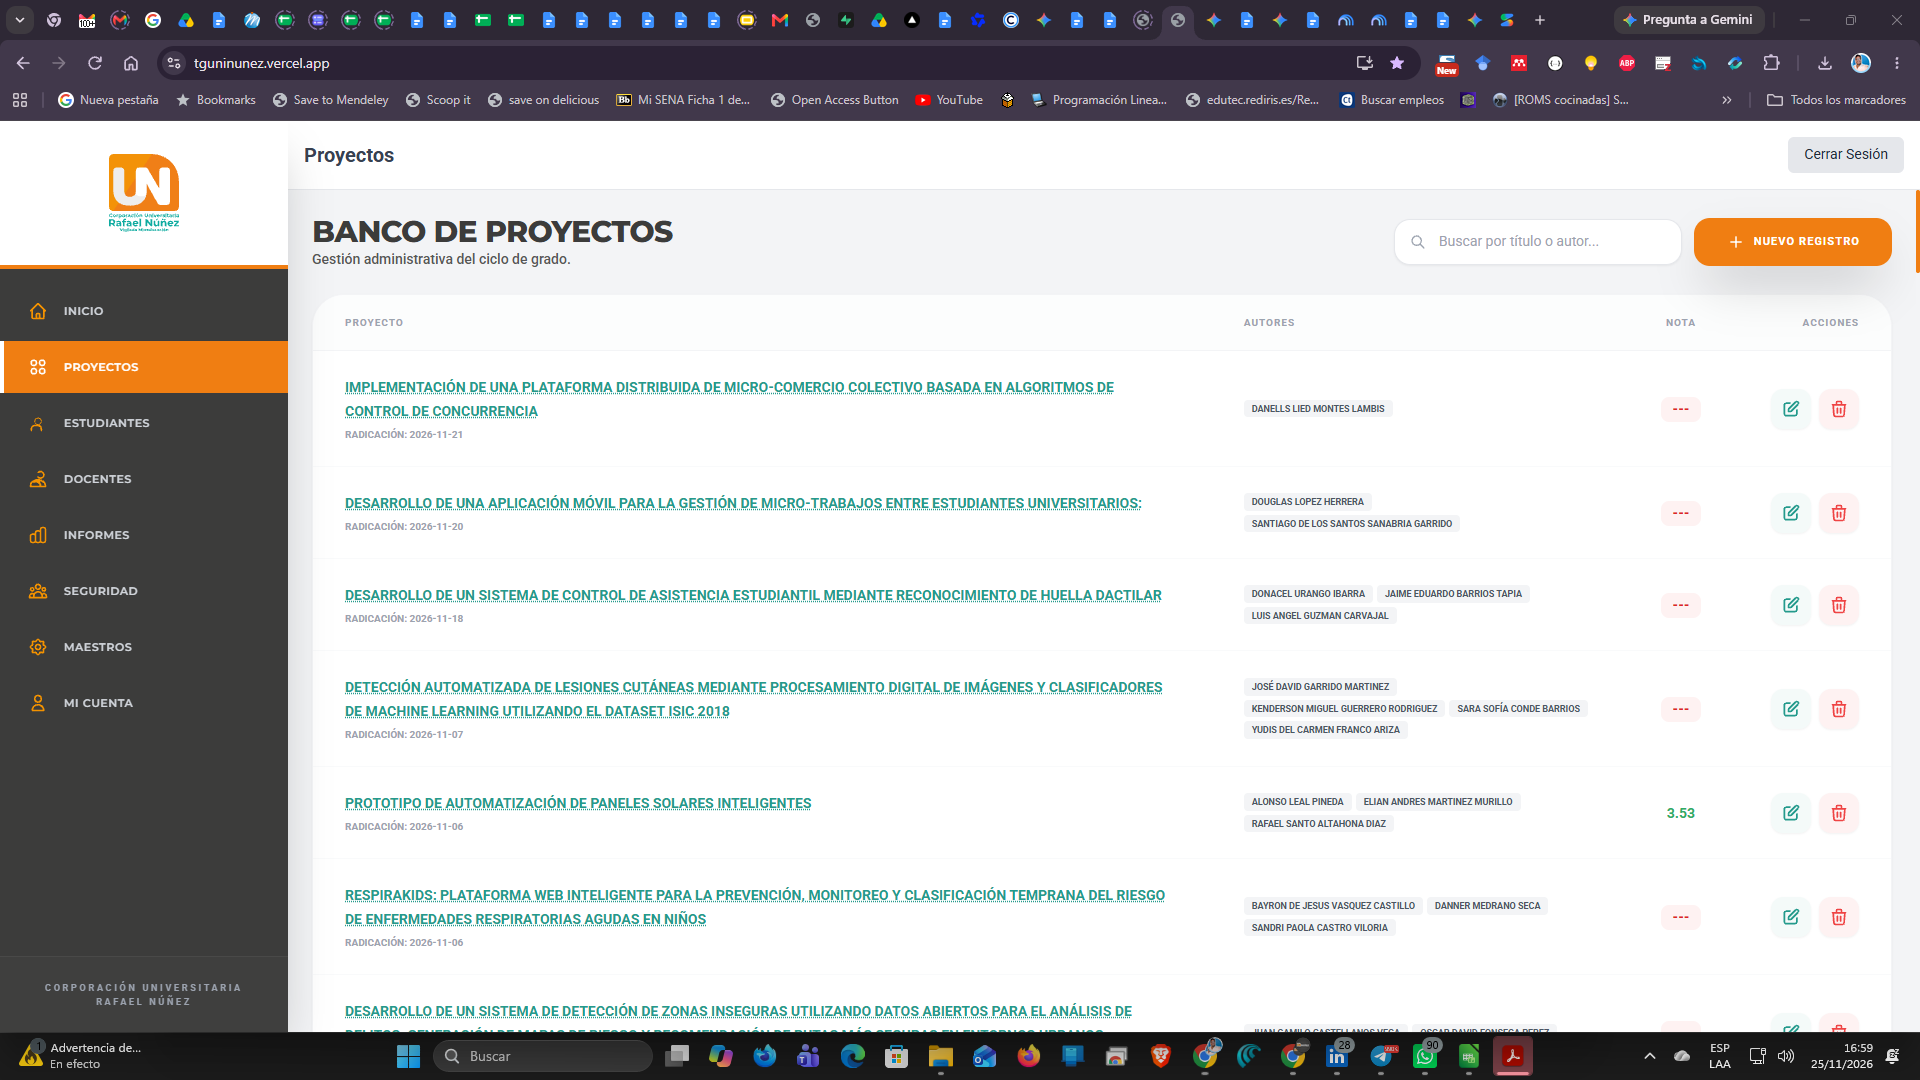 Pregunta a Gemini
tguninunez.vercel.app
New
ABP
Nueva pestaña
Bookmarks
Save to Mendeley
Scoop it
save on delicious
Mi SENA Ficha 1 de...
Open Access Button
YouTube
Programación Linea...
edutec.rediris.es/Re...
Buscar empleos
[ROMS cocinadas] S...
Todos los marcadores
UN
Corporación Universitaria
Rafael Núñez
Proyectos
Cerrar Sesión
BANCO DE PROYECTOS
Gestión administrativa del ciclo de grado.
Buscar por título o autor...
NUEVO REGISTRO
INICIO
PROYECTOS
ESTUDIANTES
DOCENTES
INFORMES
SEGURIDAD
MAESTROS
MI CUENTA
CORPORACIÓN UNIVERSITARIA
RAFAEL NÚÑEZ
PROYECTO AUTORES NOTA ACCIONES
IMPLEMENTACIÓN DE UNA PLATAFORMA DISTRIBUIDA DE MICRO-COMERCIO COLECTIVO BASADA EN ALGORITMOS DE
CONTROL DE CONCURRENCIA
RADICACIÓN: 2026-11-21
DANELLS LIED MONTES LAMBIS
---
DESARROLLO DE UNA APLICACIÓN MÓVIL PARA LA GESTIÓN DE MICRO-TRABAJOS ENTRE ESTUDIANTES UNIVERSITARIOS:
RADICACIÓN: 2026-11-20
DOUGLAS LOPEZ HERRERA
SANTIAGO DE LOS SANTOS SANABRIA GARRIDO
---
DESARROLLO DE UN SISTEMA DE CONTROL DE ASISTENCIA ESTUDIANTIL MEDIANTE RECONOCIMIENTO DE HUELLA DACTILAR
RADICACIÓN: 2026-11-18
DONACEL URANGO IBARRA JAIME EDUARDO BARRIOS TAPIA
LUIS ANGEL GUZMAN CARVAJAL
---
DETECCIÓN AUTOMATIZADA DE LESIONES CUTÁNEAS MEDIANTE PROCESAMIENTO DIGITAL DE IMÁGENES Y CLASIFICADORES
DE MACHINE LEARNING UTILIZANDO EL DATASET ISIC 2018
RADICACIÓN: 2026-11-07
JOSÉ DAVID GARRIDO MARTINEZ
KENDERSON MIGUEL GUERRERO RODRIGUEZ SARA SOFÍA CONDE BARRIOS
YUDIS DEL CARMEN FRANCO ARIZA
---
PROTOTIPO DE AUTOMATIZACIÓN DE PANELES SOLARES INTELIGENTES
RADICACIÓN: 2026-11-06
ALONSO LEAL PINEDA ELIAN ANDRES MARTINEZ MURILLO
RAFAEL SANTO ALTAHONA DIAZ
3.53
RESPIRAKIDS: PLATAFORMA WEB INTELIGENTE PARA LA PREVENCIÓN, MONITOREO Y CLASIFICACIÓN TEMPRANA DEL RIESGO
DE ENFERMEDADES RESPIRATORIAS AGUDAS EN NIÑOS
RADICACIÓN: 2026-11-06
BAYRON DE JESUS VASQUEZ CASTILLO DANNER MEDRANO SECA
SANDRI PAOLA CASTRO VILORIA
---
DESARROLLO DE UN SISTEMA DE DETECCIÓN DE ZONAS INSEGURAS UTILIZANDO DATOS ABIERTOS PARA EL ANÁLISIS DE
Advertencia de...
En efecto
Buscar
28
90
ESP
LAA
16:59
25/11/2026